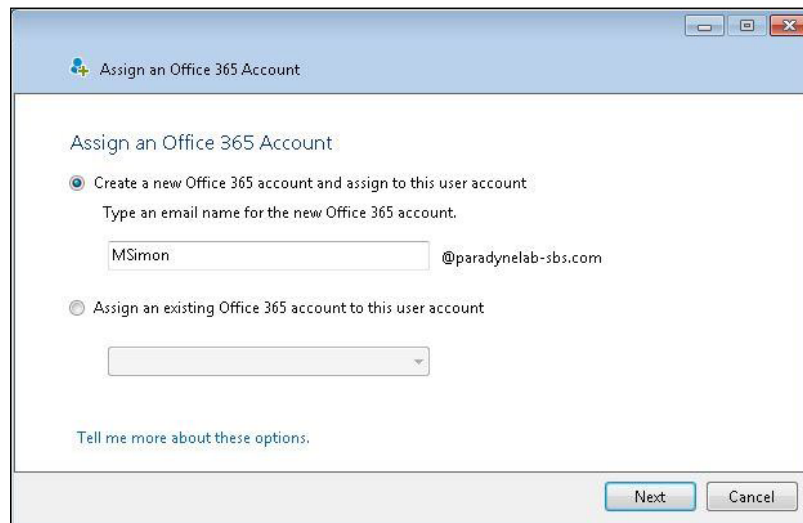 Assign an Office 365 Account
Assign an Office 365 Account
Create a new Office 365 account and assign to this user account
Type an email name for the new Office 365 account.
MSimon @paradynelab-sbs.com
Assign an existing Office 365 account to this user account
Tell me more about these options.
Next Cancel